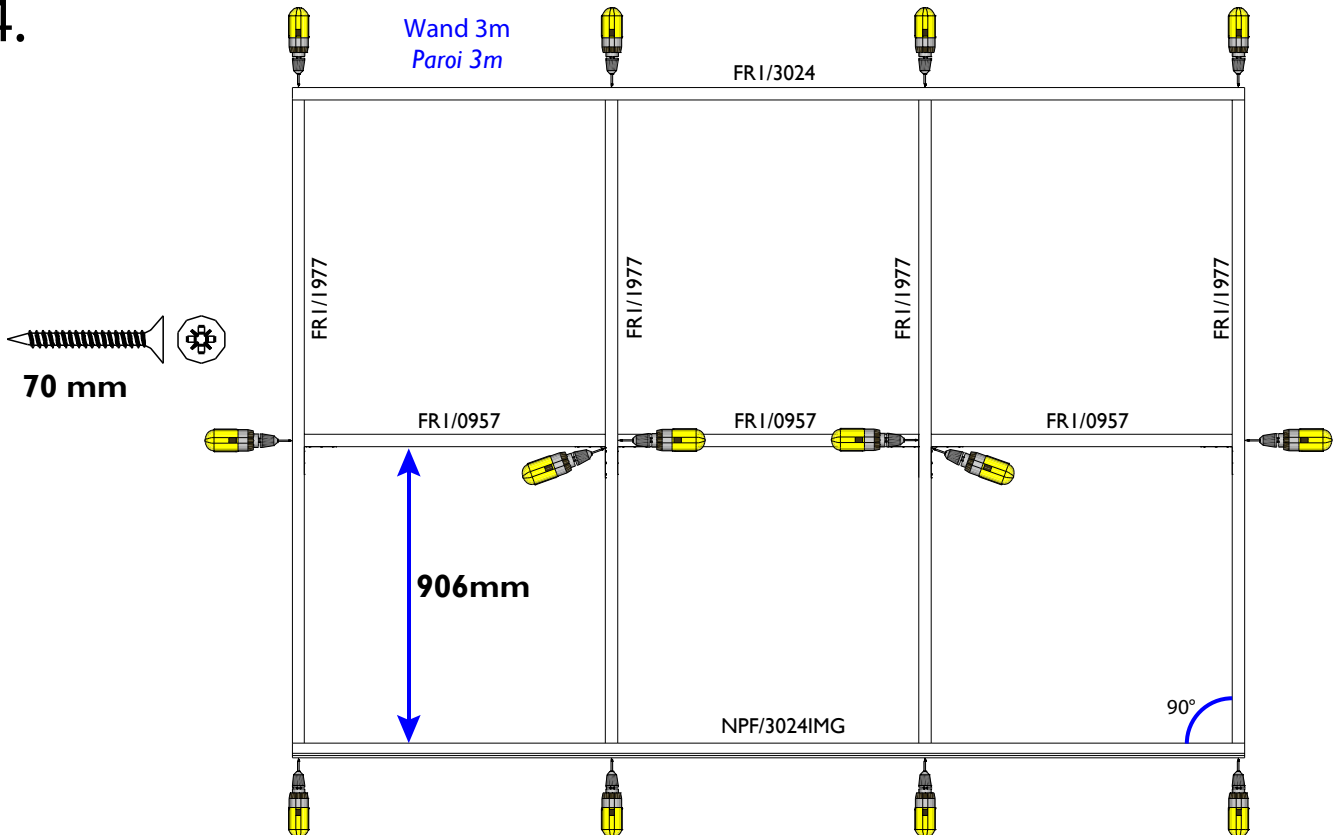 4.
Wand 3m
Paroi 3m
FR1/3024
FR1/1977
FR1/1977
FR1/1977
FR1/1977
70 mm
FR1/0957
FR1/0957
FR1/0957
906mm
90°
NPF/3024IMG